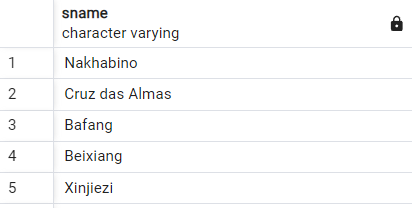 sname
character varying
1 Nakhabino
2 Cruz das Almas
3 Bafang
4 Beixiang
5 Xinjiezi